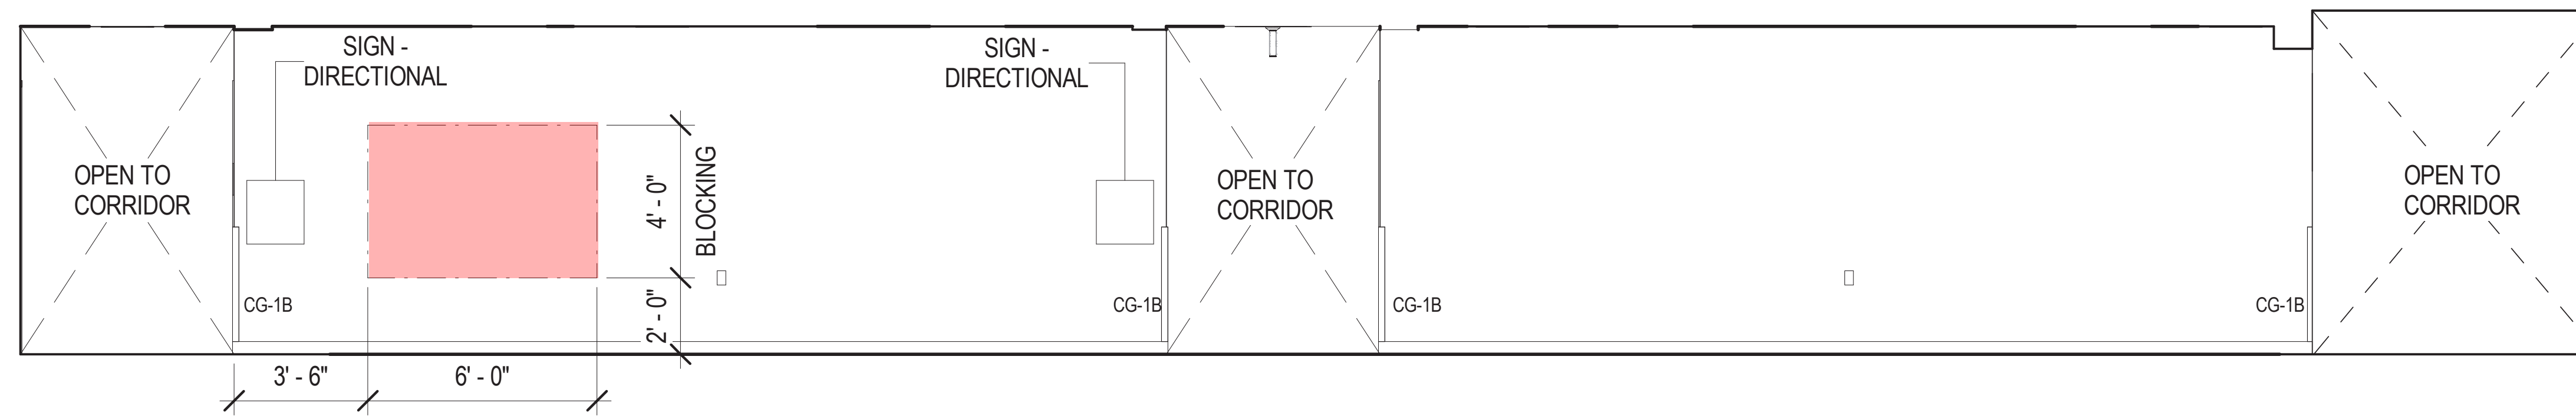 SIGN -
DIRECTIONAL
SIGN -
DIRECTIONAL
OPEN TO
CORRIDOR
4' - 0"
BLOCKING
OPEN TO
CORRIDOR
OPEN TO
CORRIDOR
CG-1B
2' - 0"
CG-1B
CG-1B
CG-1B
3' - 6"
6' - 0"